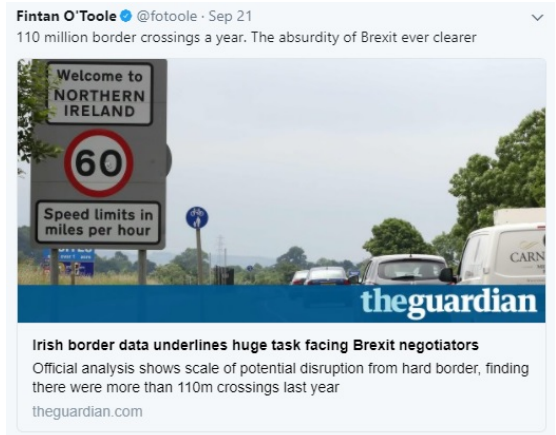 Fintan O'Toole @fotoole · Sep 21
110 million border crossings a year. The absurdity of Brexit ever clearer
Welcome to
NORTHERN
IRELAND
60
Speed limits in
miles per hour
CARN
theguardian
Irish border data underlines huge task facing Brexit negotiators
Official analysis shows scale of potential disruption from hard border, finding
there were more than 110m crossings last year
theguardian.com